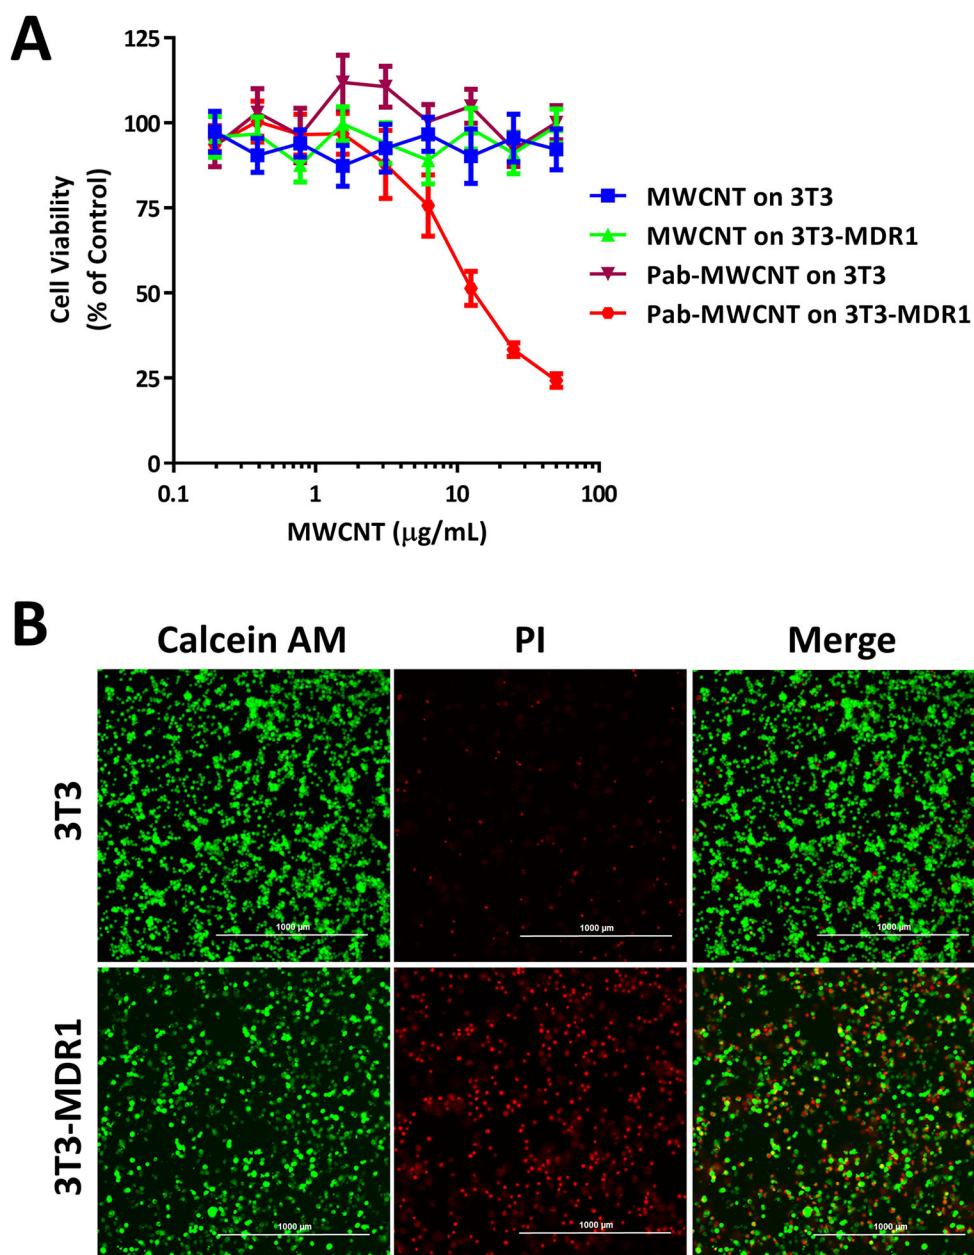 A
125
100
75
50
25
0
Cell Viability
(% of Control)
0.1 1 10 100
MWCNT (μg/mL)
MWCNT on 3T3
MWCNT on 3T3-MDR1
Pab-MWCNT on 3T3
Pab-MWCNT on 3T3-MDR1
B
Calcein AM PI Merge
3T3
1000 μm 1000 μm 1000 μm
3T3-MDR1
1000 μm 1000 μm 1000 μm